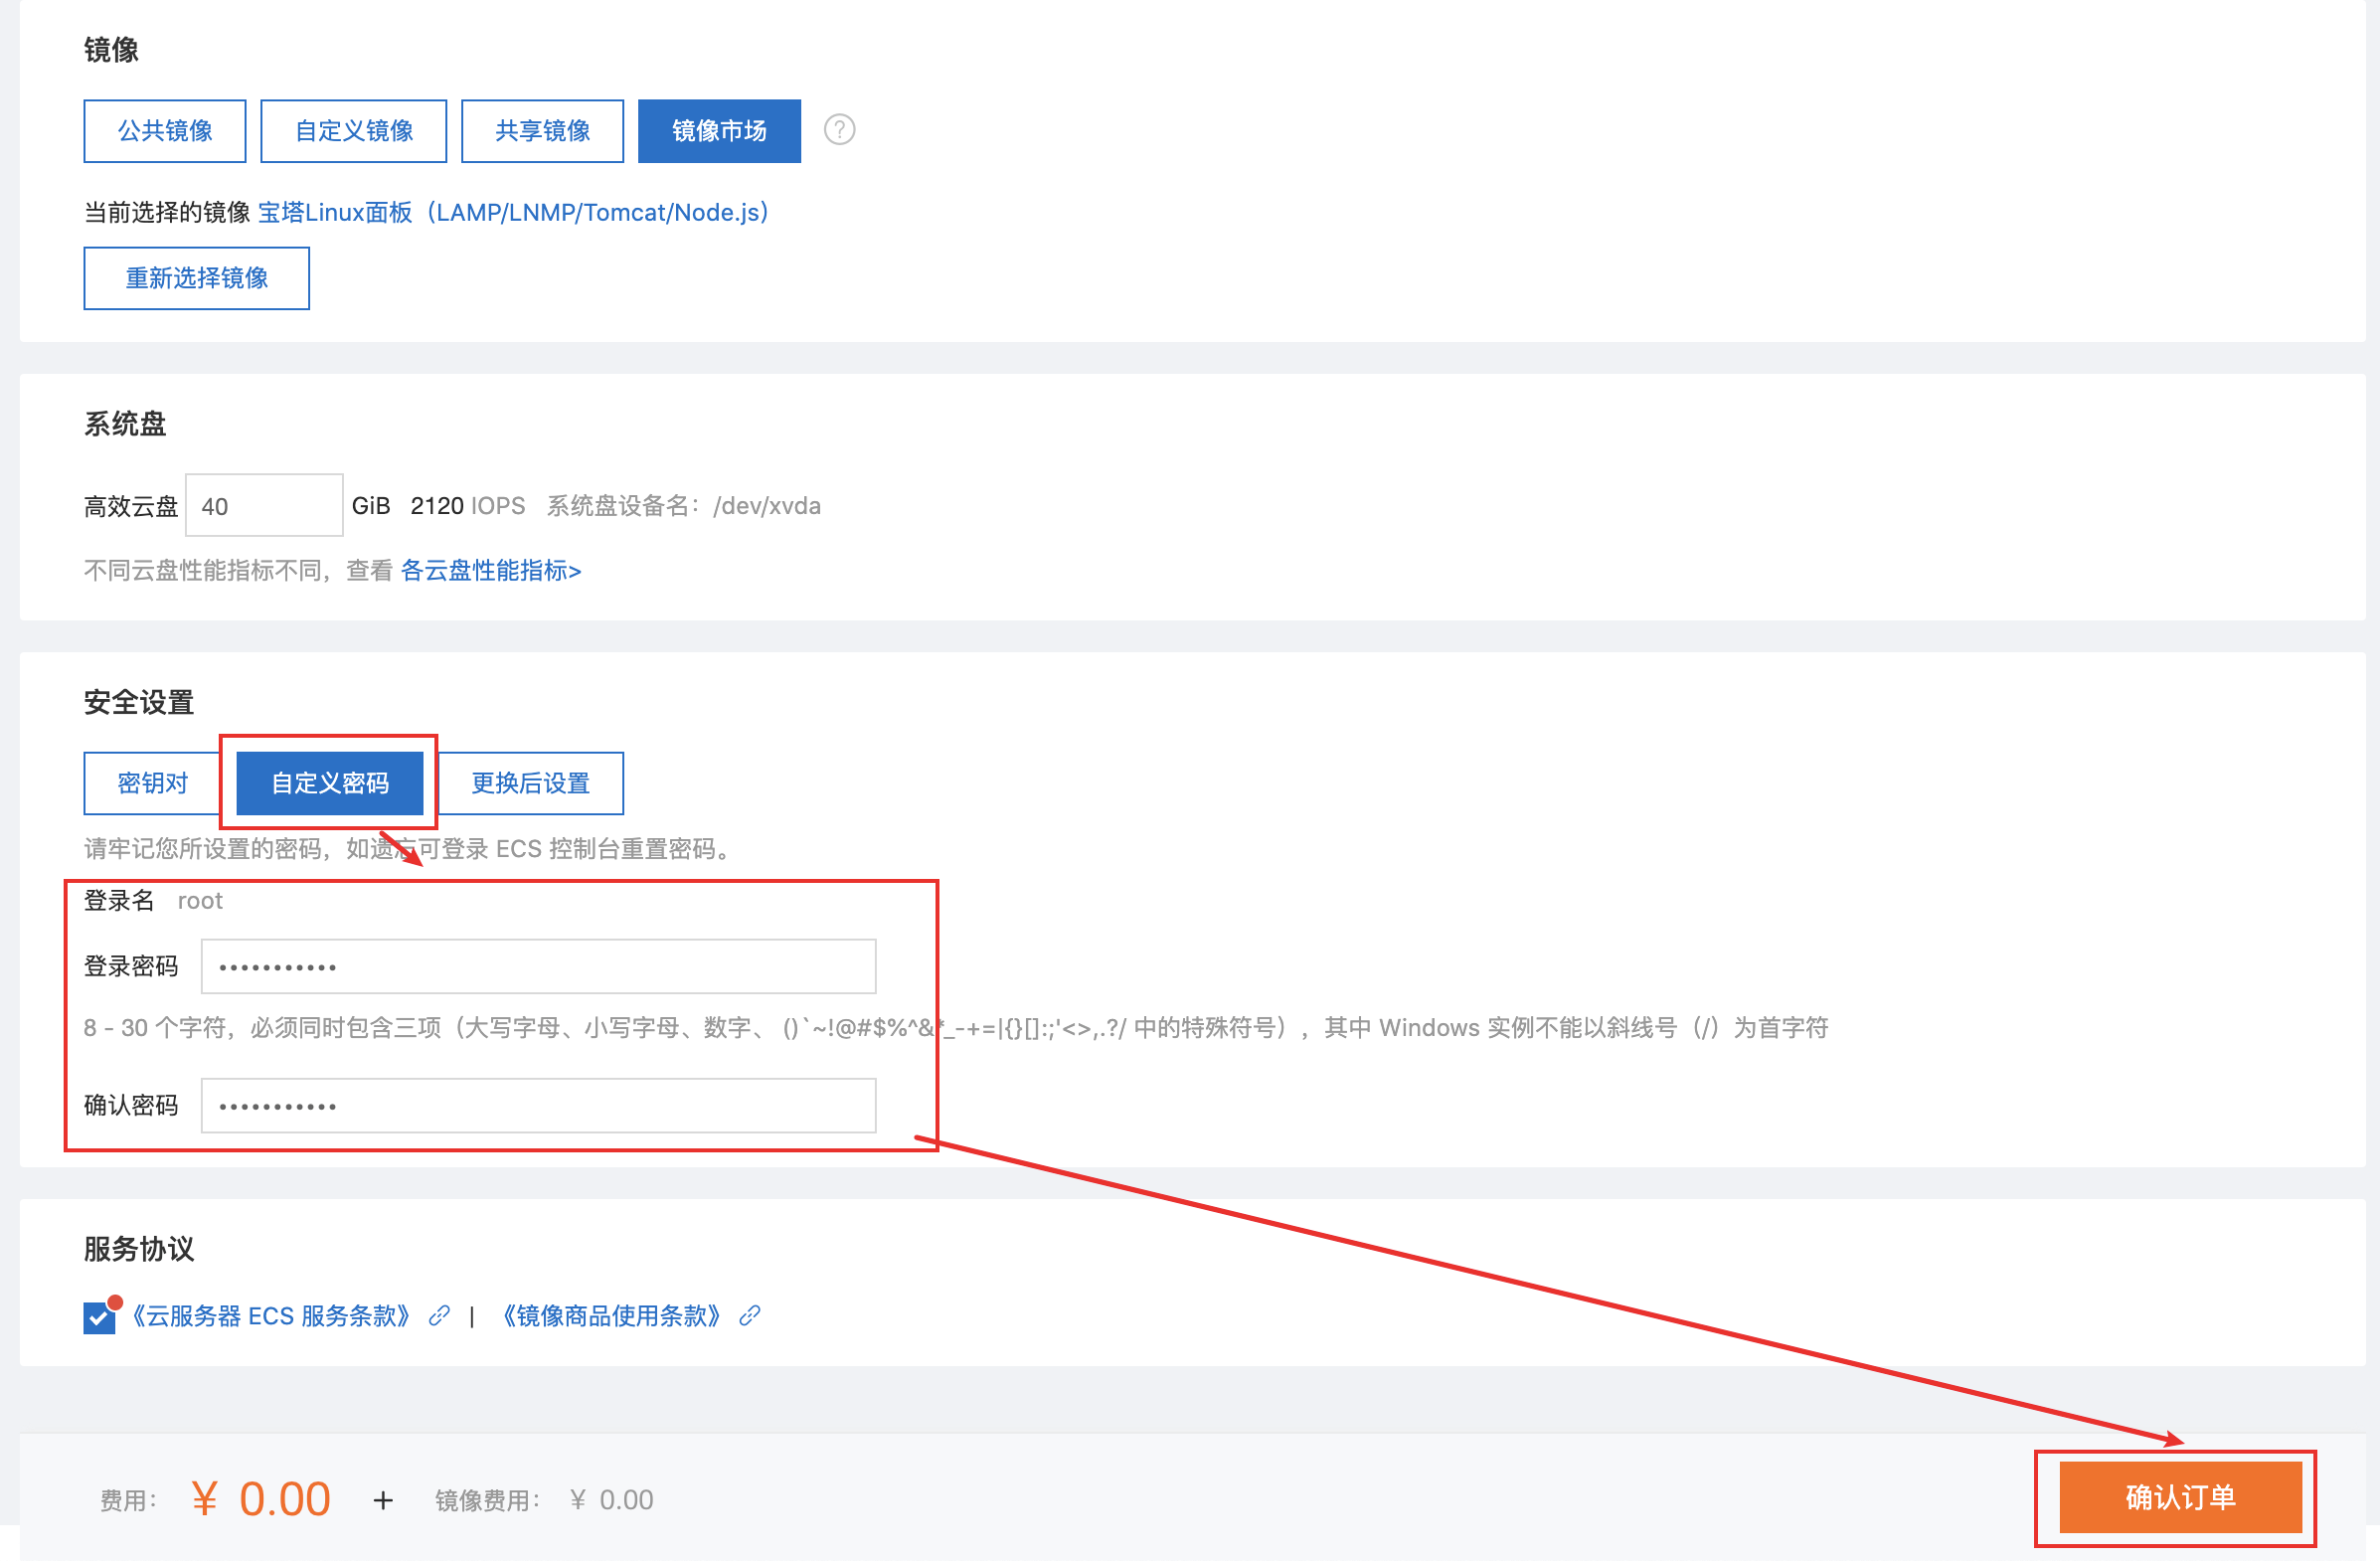 镜像
公共镜像 自定义镜像 共享镜像 镜像市场 ?
当前选择的镜像 宝塔Linux面板（LAMP/LNMP/Tomcat/Node.js）
重新选择镜像
系统盘
高效云盘 40 GiB 2120 IOPS 系统盘设备名：/dev/xvda
不同云盘性能指标不同，查看 各云盘性能指标>
安全设置
密钥对 自定义密码 更换后设置
请牢记您所设置的密码，如遗忘可登录 ECS 控制台重置密码。
登录名 root
登录密码 •••••••••••
8 - 30 个字符，必须同时包含三项（大写字母、小写字母、数字、 ()`~!@#$%^&*_-+=|{}[]:;'<>,.?/ 中的特殊符号），其中 Windows 实例不能以斜线号（/）为首字符
确认密码 •••••••••••
服务协议
《云服务器 ECS 服务条款》 | 《镜像商品使用条款》
费用： ¥ 0.00 + 镜像费用： ¥ 0.00 确认订单